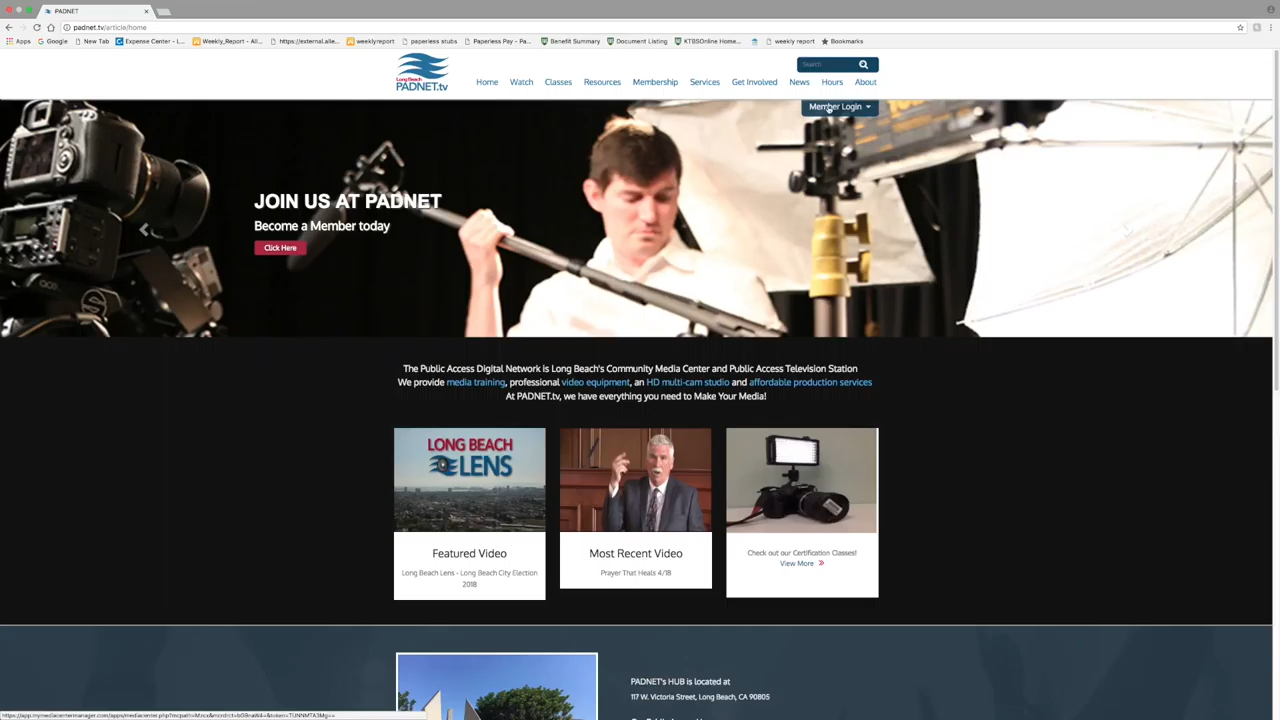 PADNET
padnet.tv/article/home
Apps Google New Tab Expense Center - L... Weekly_Report - All... https://external.alle... weeklyreport paperless stubs Paperless Pay - Pa... Benefit Summary Document Listing KTBSOnline Home... weekly report Bookmarks
Long Beach
PADNET.tv
Search
Home Watch Classes Resources Membership Services Get Involved News Hours About
Member Login
JOIN US AT PADNET
Become a Member today
Click Here
The Public Access Digital Network is Long Beach's Community Media Center and Public Access Television Station
We provide media training, professional video equipment, an HD multi-cam studio and affordable production services
At PADNET.tv, we have everything you need to Make Your Media!
LONG BEACH
LENS
Featured Video
Long Beach Lens - Long Beach City Election
2018
Most Recent Video
Prayer That Heals 4/18
Check out our Certification Classes!
View More
PADNET's HUB is located at
117 W. Victoria Street, Long Beach, CA 90805